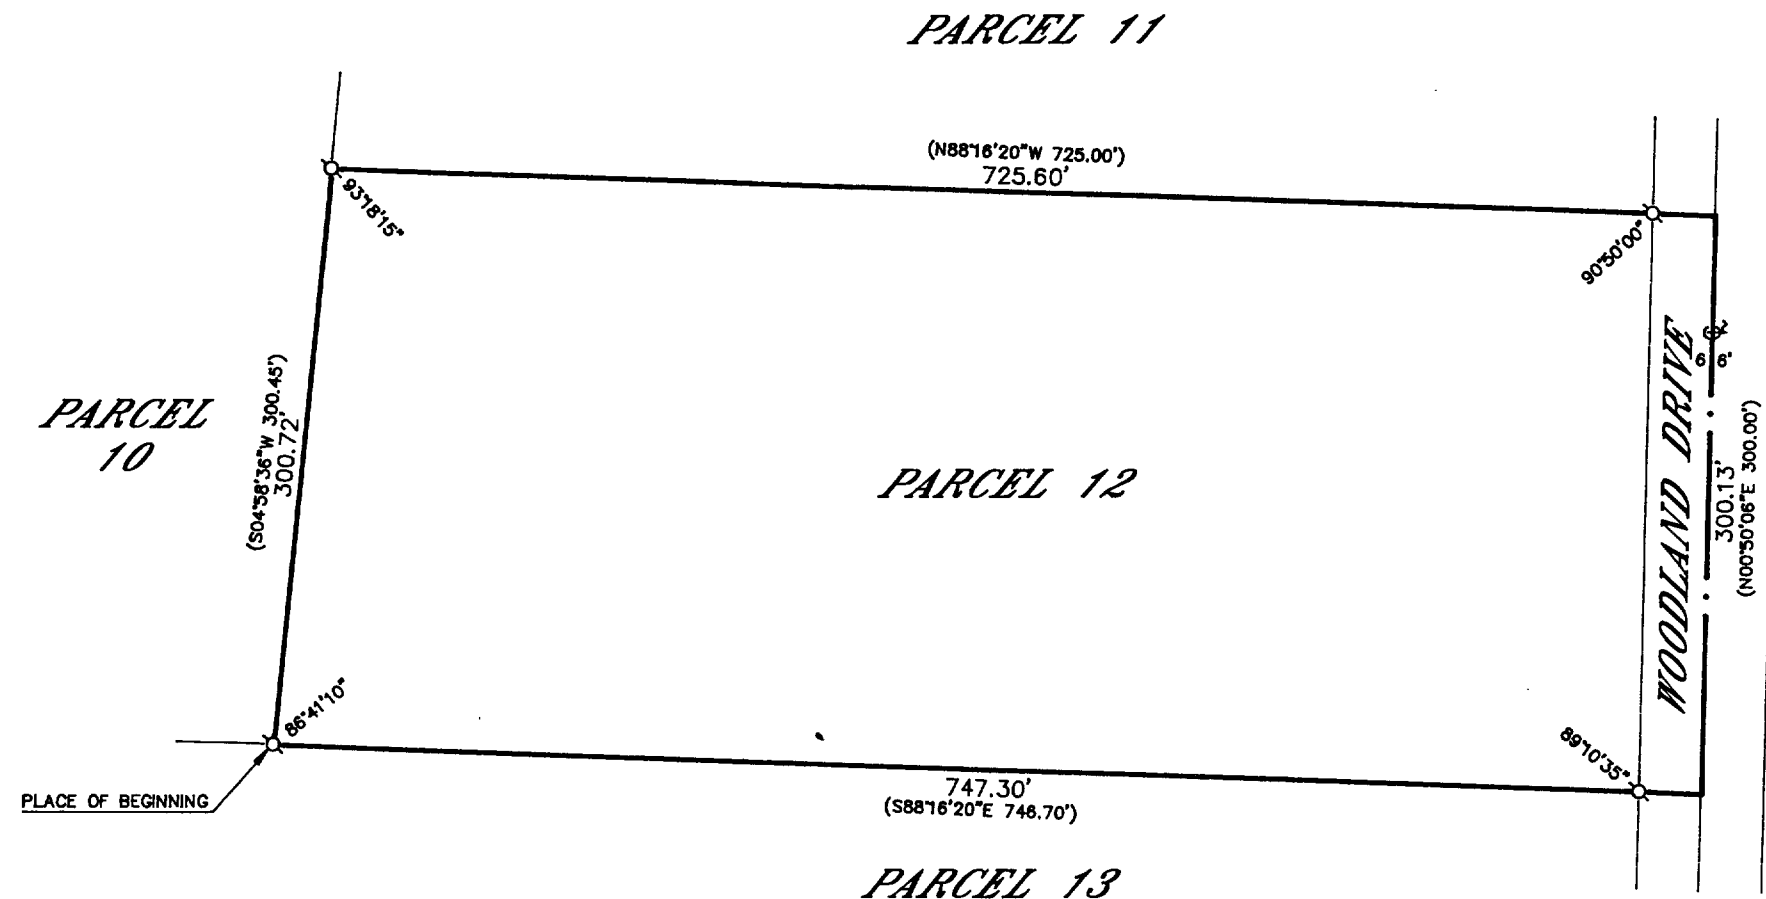 PARCEL 11
(N88°16'20"W 725.00')
725.60'
93°18'15"
90°50'00"
PARCEL
10
(S04°58'36"W 300.45')
300.72'
PARCEL 12
WOODLAND DRIVE
66'
300.13'
(N00°50'06"E 300.00')
86°41'10"
89°10'35"
PLACE OF BEGINNING
747.30'
(S88°16'20"E 746.70')
PARCEL 13